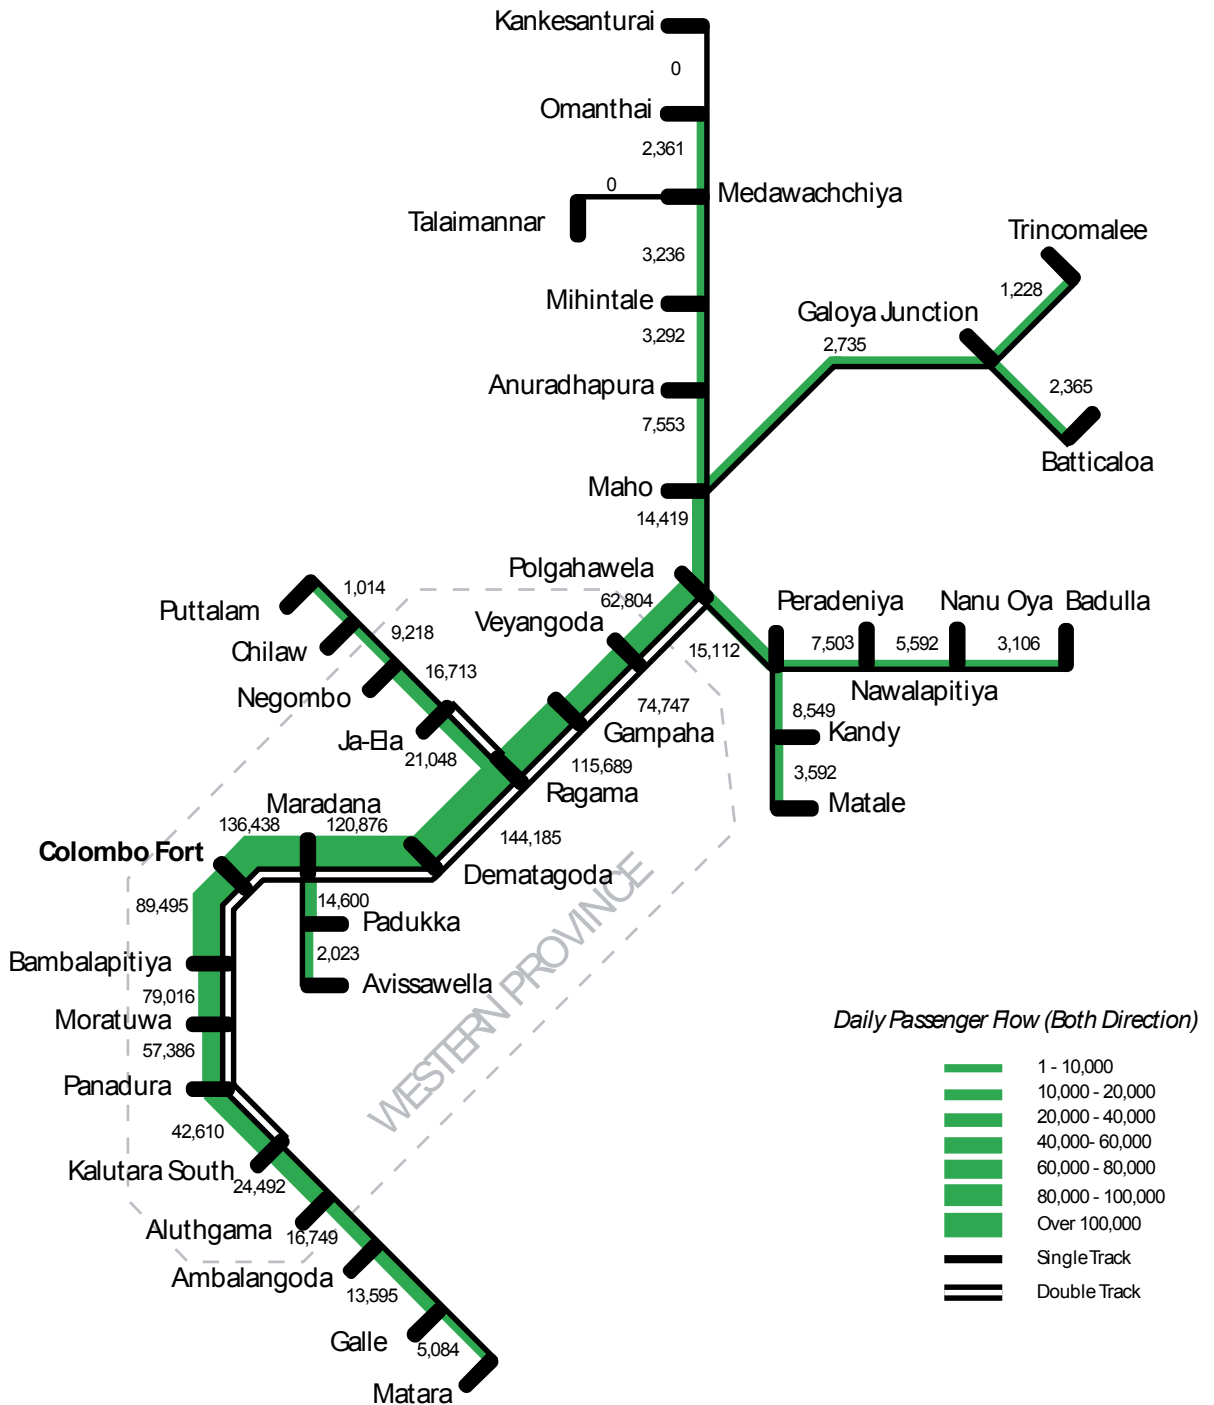 Kankesanturai
0
Omanthai
2,361
0
Medawachchiya
Talaimannar
Trincomalee
3,236
1,228
Mihintale
Galoya Junction
3,292
2,735
Anuradhapura
2,365
7,553
Batticaloa
Maho
14,419
Polgahawela
1,014
62,804
Peradeniya
Nanu Oya
Badulla
Puttalam
Veyangoda
9,218
Chilaw
15,112
7,503
5,592
3,106
16,713
Negombo
Nawalapitiya
74,747
8,549
Gampaha
Kandy
Ja-Ela
21,048
115,689
3,592
Ragama
Matale
Maradana
136,438
120,876
144,185
Colombo Fort
Dematagoda
14,600
89,495
Padukka
2,023
Bambalapitiya
Avissawella
79,016
WESTERN PROVINCE
Moratuwa
57,386
Panadura
42,610
Kalutara South
24,492
Aluthgama
16,749
Ambalangoda
13,595
Galle
5,084
Matara
Daily Passenger Flow (Both Direction)
1 - 10,000
10,000 - 20,000
20,000 - 40,000
40,000- 60,000
60,000 - 80,000
80,000 - 100,000
Over 100,000
Single Track
Double Track